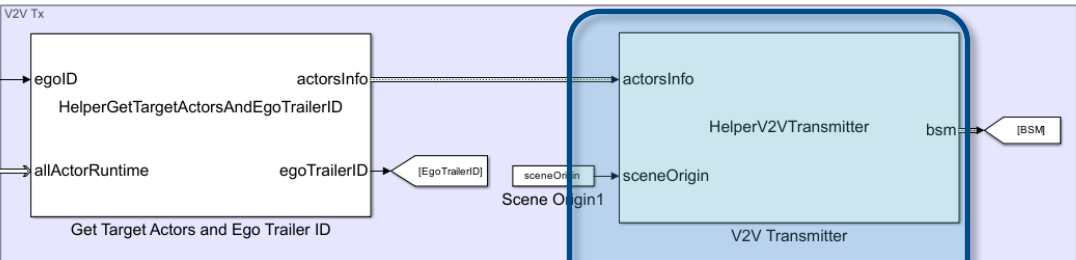 V2V Tx
egoID
actorsInfo
HelperGetTargetActorsAndEgoTrailerID
allActorRuntime
egoTrailerID
[EgoTrailerID]
Get Target Actors and Ego Trailer ID
sceneOrigin
Scene Origin1
actorsInfo
HelperV2VTransmitter
bsm
sceneOrigin
[BSM]
V2V Transmitter